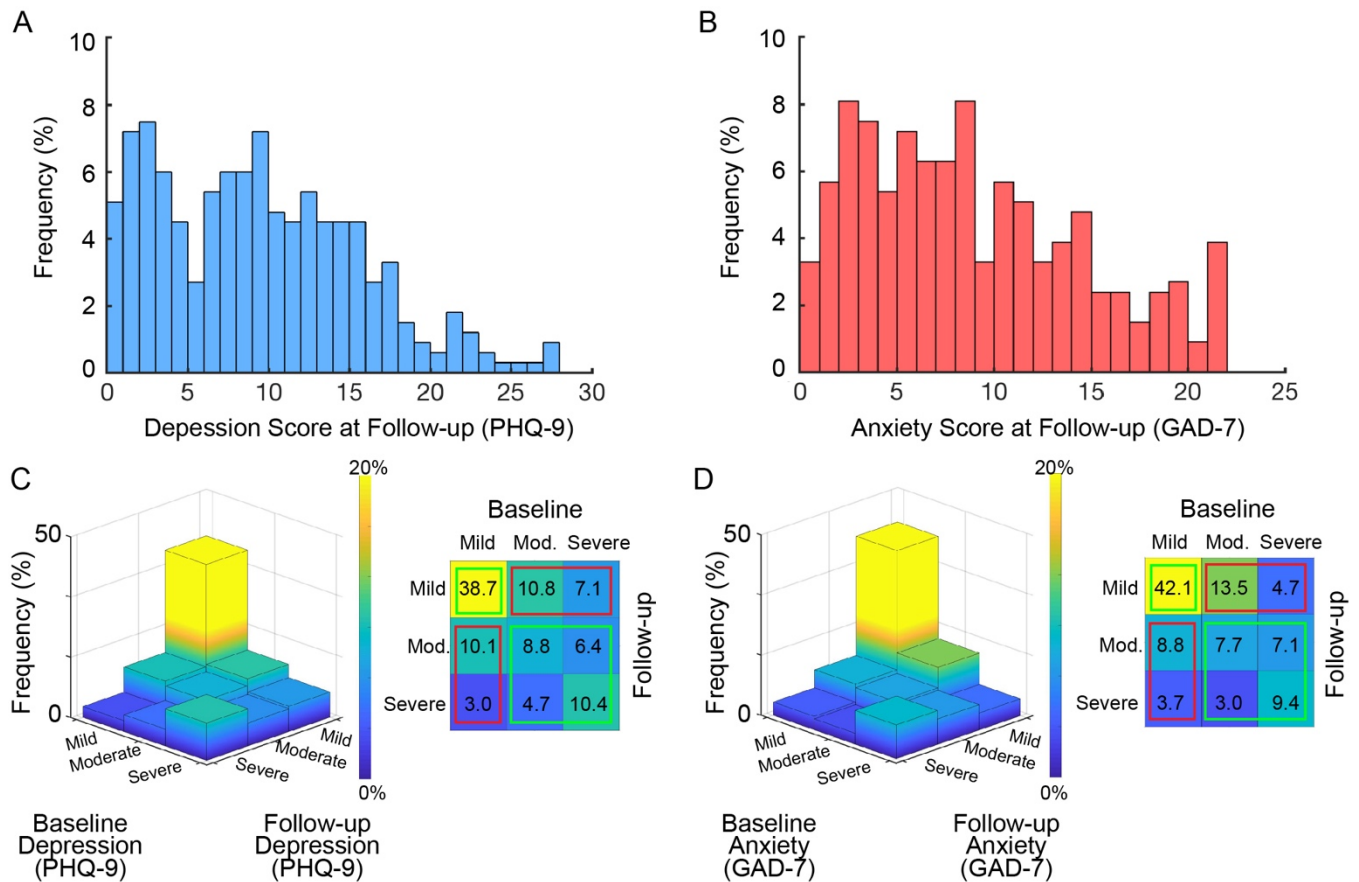 A
10
8
6
4
2
0
Frequency (%)
0 5 10 15 20 25 30
Depession Score at Follow-up (PHQ-9)
B
10
8
6
4
2
0
Frequency (%)
0 5 10 15 20 25
Anxiety Score at Follow-up (GAD-7)
C
50
0
Frequency (%)
Mild
Moderate
Severe
Mild
Moderate
Severe
Baseline
Depression
(PHQ-9)
Follow-up
Depression
(PHQ-9)
20%
0%
Baseline
Mild Mod. Severe
Mild 38.7 10.8 7.1
Mod. 10.1 8.8 6.4
Severe 3.0 4.7 10.4
Follow-up
D
50
0
Frequency (%)
Mild
Moderate
Severe
Mild
Moderate
Severe
Baseline
Anxiety
(GAD-7)
Follow-up
Anxiety
(GAD-7)
20%
0%
Baseline
Mild Mod. Severe
Mild 42.1 13.5 4.7
Mod. 8.8 7.7 7.1
Severe 3.7 3.0 9.4
Follow-up